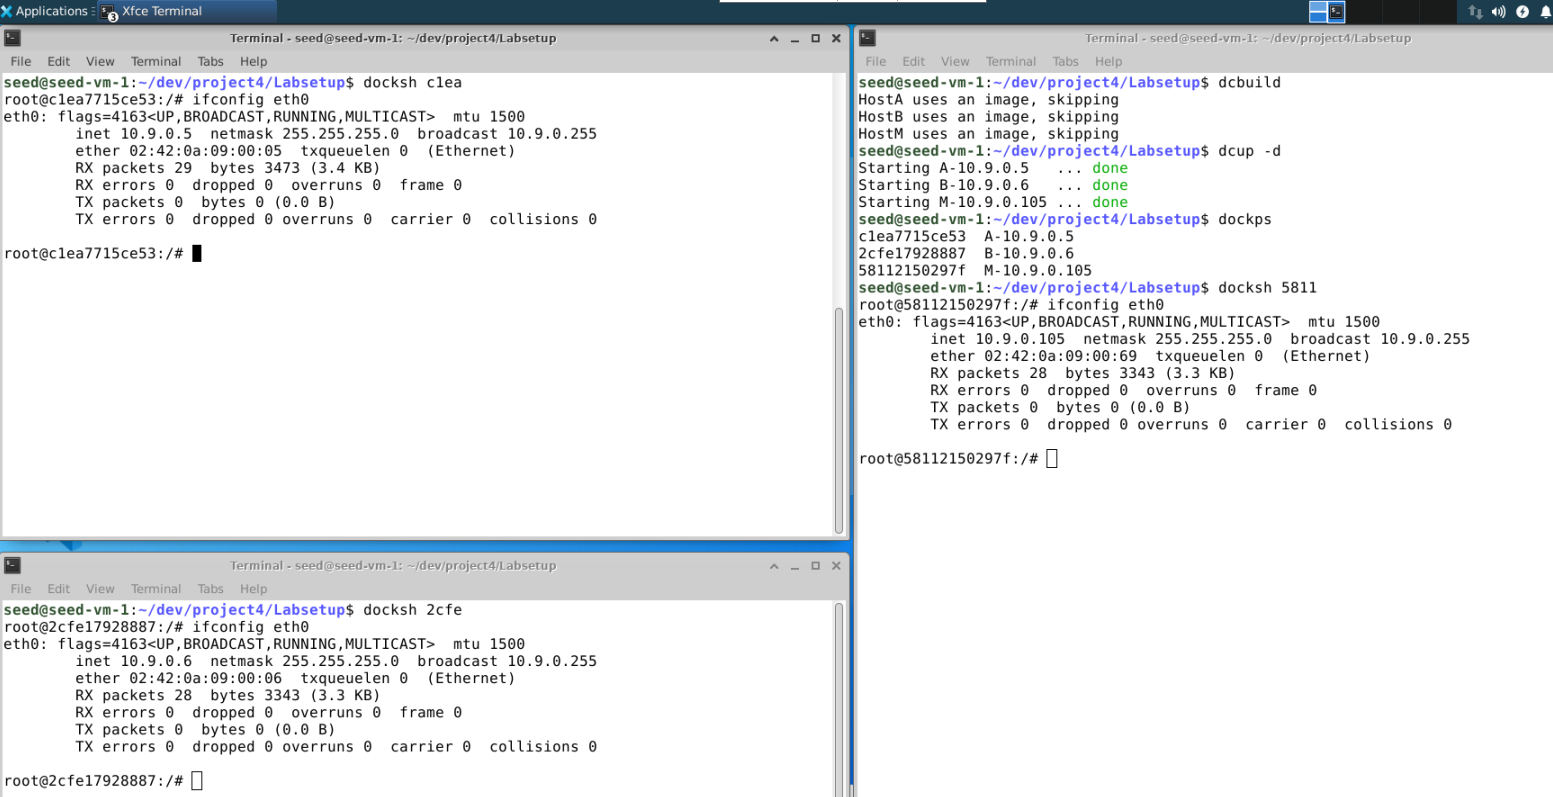 Applications
Xfce Terminal
3
Terminal - seed@seed-vm-1: ~/dev/project4/Labsetup
File Edit View Terminal Tabs Help
seed@seed-vm-1:~/dev/project4/Labsetup$ docksh c1ea
root@c1ea7715ce53:/# ifconfig eth0
eth0: flags=4163<UP,BROADCAST,RUNNING,MULTICAST>  mtu 1500
        inet 10.9.0.5  netmask 255.255.255.0  broadcast 10.9.0.255
        ether 02:42:0a:09:00:05  txqueuelen 0  (Ethernet)
        RX packets 29  bytes 3473 (3.4 KB)
        RX errors 0  dropped 0  overruns 0  frame 0
        TX packets 0  bytes 0 (0.0 B)
        TX errors 0  dropped 0 overruns 0  carrier 0  collisions 0
root@c1ea7715ce53:/#
Terminal - seed@seed-vm-1: ~/dev/project4/Labsetup
File Edit View Terminal Tabs Help
seed@seed-vm-1:~/dev/project4/Labsetup$ docksh 2cfe
root@2cfe17928887:/# ifconfig eth0
eth0: flags=4163<UP,BROADCAST,RUNNING,MULTICAST>  mtu 1500
        inet 10.9.0.6  netmask 255.255.255.0  broadcast 10.9.0.255
        ether 02:42:0a:09:00:06  txqueuelen 0  (Ethernet)
        RX packets 28  bytes 3343 (3.3 KB)
        RX errors 0  dropped 0  overruns 0  frame 0
        TX packets 0  bytes 0 (0.0 B)
        TX errors 0  dropped 0 overruns 0  carrier 0  collisions 0
root@2cfe17928887:/#
Terminal - seed@seed-vm-1: ~/dev/project4/Labsetup
File Edit View Terminal Tabs Help
seed@seed-vm-1:~/dev/project4/Labsetup$ dcbuild
HostA uses an image, skipping
HostB uses an image, skipping
HostM uses an image, skipping
seed@seed-vm-1:~/dev/project4/Labsetup$ dcup -d
Starting A-10.9.0.5   ... done
Starting B-10.9.0.6   ... done
Starting M-10.9.0.105 ... done
seed@seed-vm-1:~/dev/project4/Labsetup$ dockps
c1ea7715ce53  A-10.9.0.5
2cfe17928887  B-10.9.0.6
58112150297f  M-10.9.0.105
seed@seed-vm-1:~/dev/project4/Labsetup$ docksh 5811
root@58112150297f:/# ifconfig eth0
eth0: flags=4163<UP,BROADCAST,RUNNING,MULTICAST>  mtu 1500
        inet 10.9.0.105  netmask 255.255.255.0  broadcast 10.9.0.255
        ether 02:42:0a:09:00:69  txqueuelen 0  (Ethernet)
        RX packets 28  bytes 3343 (3.3 KB)
        RX errors 0  dropped 0  overruns 0  frame 0
        TX packets 0  bytes 0 (0.0 B)
        TX errors 0  dropped 0 overruns 0  carrier 0  collisions 0
root@58112150297f:/#